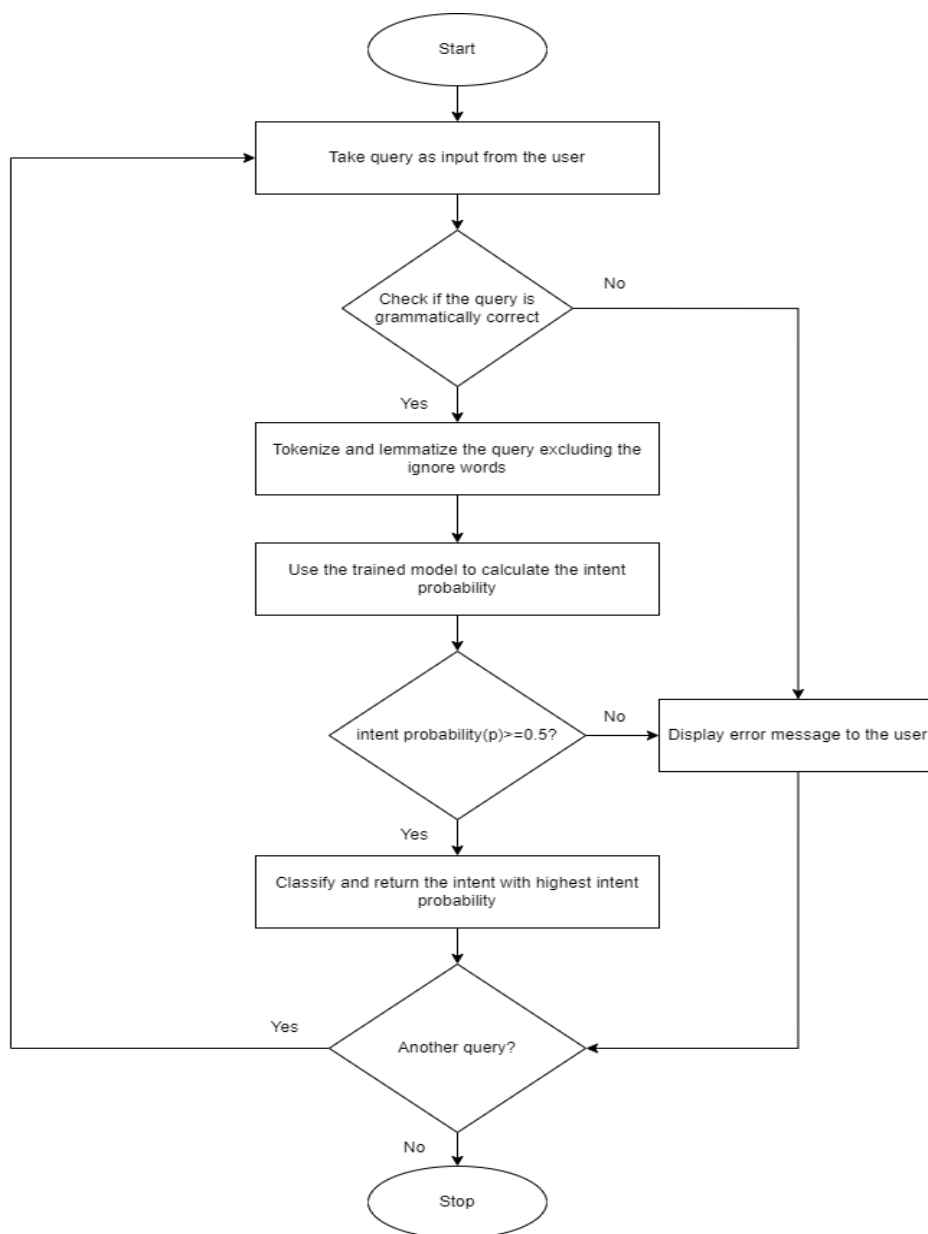 Start
Take query as input from the user
Check if the query is
grammatically correct
No
Yes
Tokenize and lemmatize the query excluding the
ignore words
Use the trained model to calculate the intent
probability
intent probability(p)>=0.5?
No
Display error message to the user
Yes
Classify and return the intent with highest intent
probability
Another query?
Yes
No
Stop